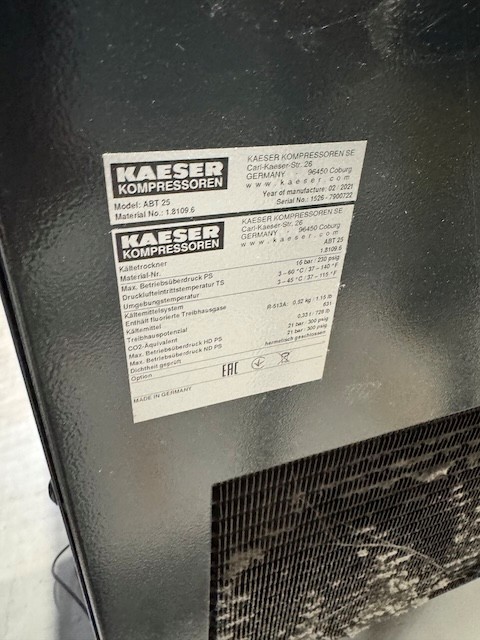 KAESER KOMPRESSOREN
KAESER KOMPRESSOREN SE
Carl-Kaeser-Str. 26
GERMANY - 96450 Coburg
www.kaeser.com
Model: ABT 25
Year of manufacture: 02 / 2021
Material No.: 1.8109.6
Serial No.: 1526 - 7900722
KAESER KOMPRESSOREN
KAESER KOMPRESSOREN SE
Carl-Kaeser-Str. 26
GERMANY - 96450 Coburg
www.kaeser.com
Kältetrockner ABT 25
Material-Nr. 1.8109.6
Max. Betriebsüberdruck PS 16 bar / 230 psig
Drucklufteintrittstemperatur TS 3 – 60 °C / 37 – 140 °F
Umgebungstemperatur 3 – 45 °C / 37 – 115 °F
Kältemittelsystem
Enthält fluorierte Treibhausgase
Kältemittel R-513A: 0,52 kg / 1.15 lb
Treibhauspotenzial 631
CO2-Äquivalent 0,33 t / 728 lb
Max. Betriebsüberdruck HD PS 21 bar / 300 psig
Max. Betriebsüberdruck ND PS 21 bar / 300 psig
Dichtheit geprüft hermetisch geschlossen
Option
EAC
MADE IN GERMANY